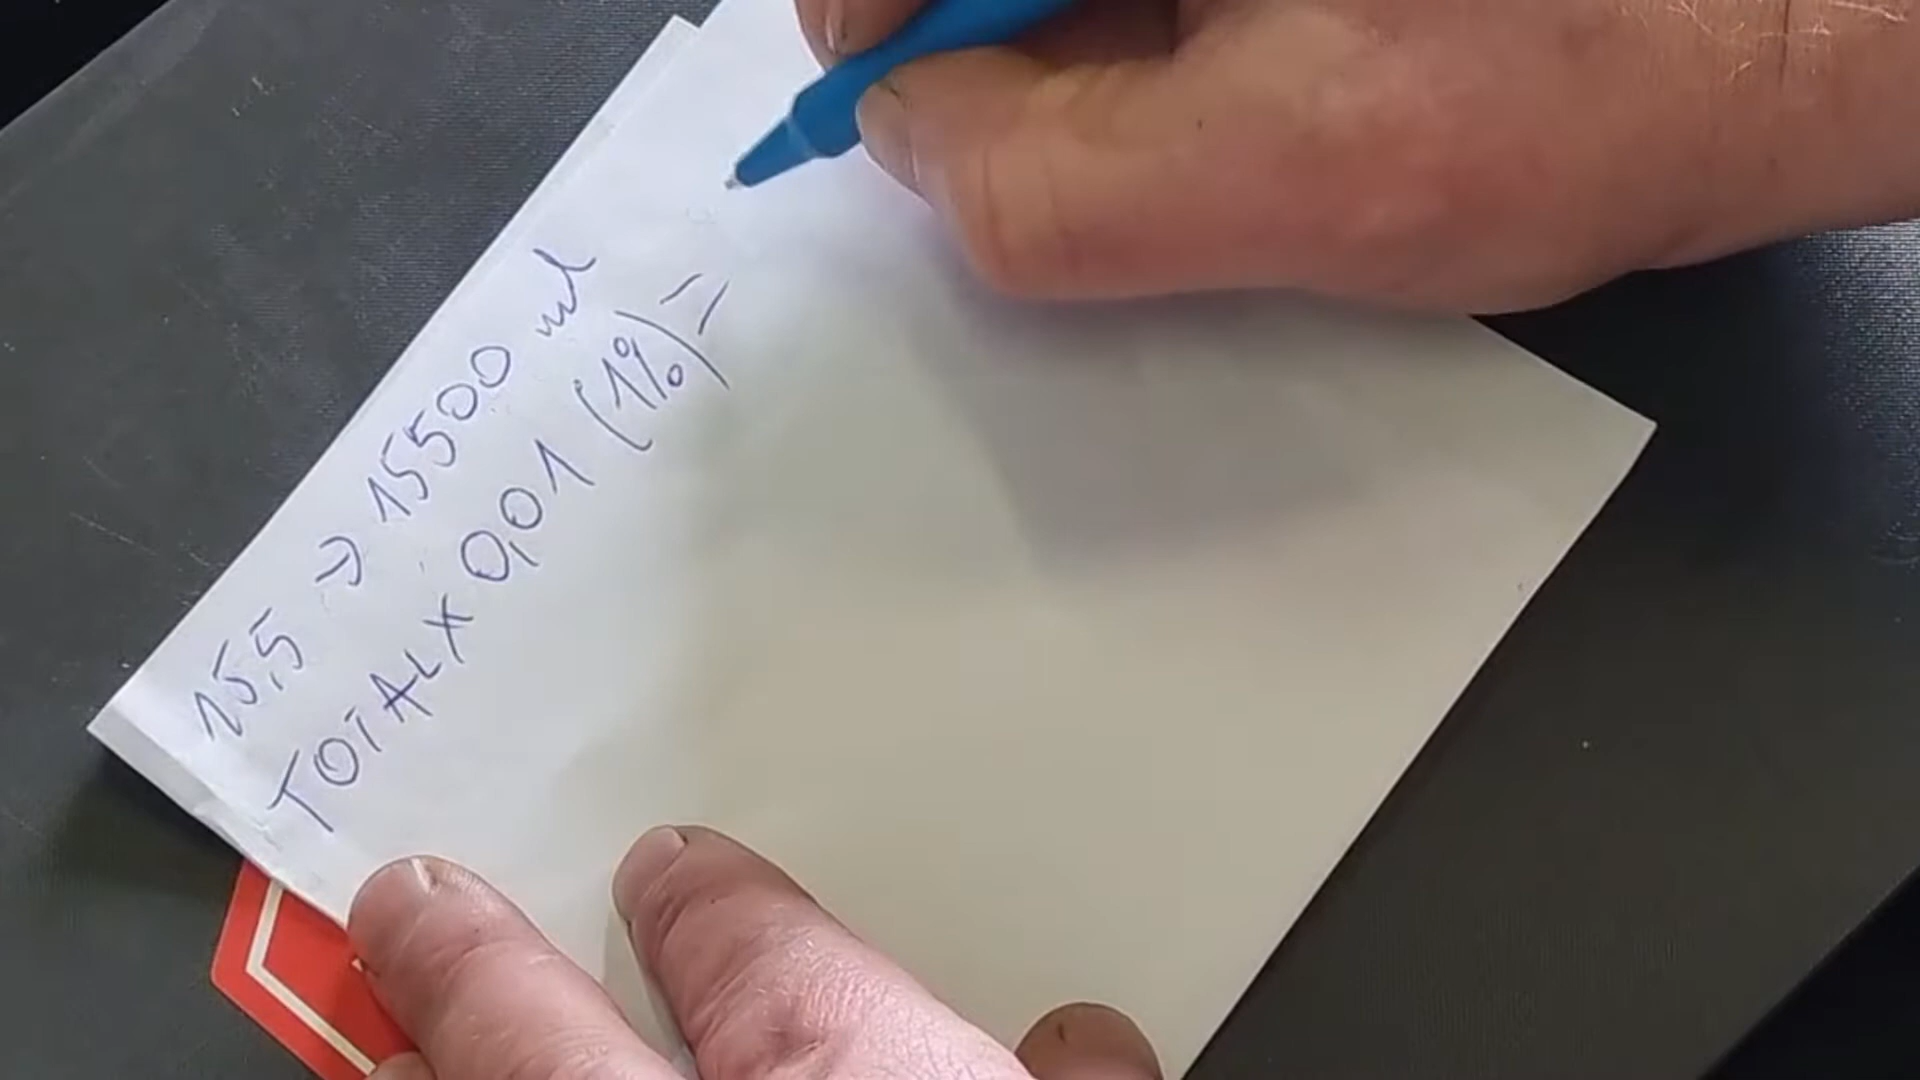 15,5 → 15500 ml
TOTAL X 0,01 (1%) =